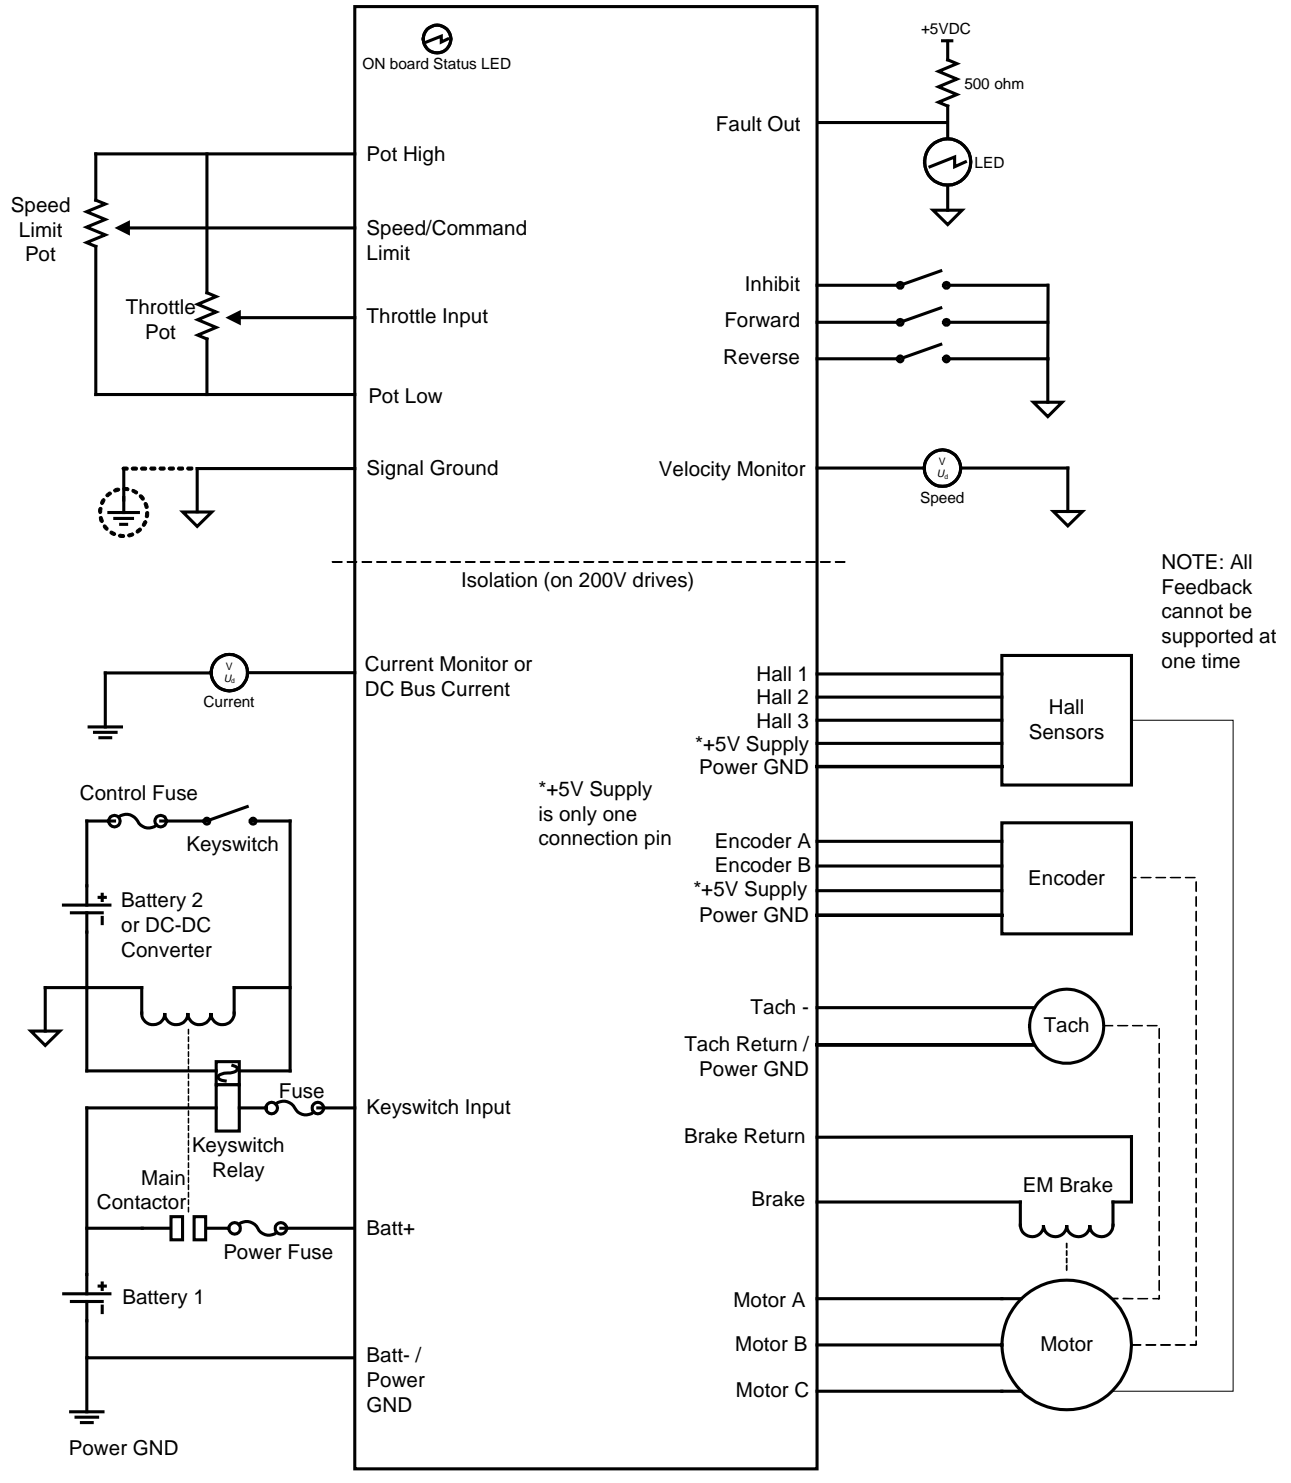 ON board Status LED
+5VDC
500 ohm
Fault Out
LED
Pot High
Speed
Limit
Pot
Speed/Command
Limit
Throttle
Pot
Throttle Input
Pot Low
Inhibit
Forward
Reverse
Signal Ground
Velocity Monitor
V
Ud
Speed
Isolation (on 200V drives)
NOTE: All
Feedback
cannot be
supported at
one time
V
Ud
Current
Current Monitor or
DC Bus Current
Hall 1
Hall 2
Hall 3
*+5V Supply
Power GND
Hall
Sensors
Control Fuse
Keyswitch
*+5V Supply
is only one
connection pin
Encoder A
Encoder B
*+5V Supply
Power GND
Encoder
+
Battery 2
or DC-DC
Converter
Tach -
Tach Return /
Power GND
Tach
Fuse
Keyswitch Input
Keyswitch
Relay
Brake Return
Brake
EM Brake
Main
Contactor
Power Fuse
Batt+
+
Battery 1
Motor A
Motor B
Motor C
Motor
Batt- /
Power
GND
Power GND